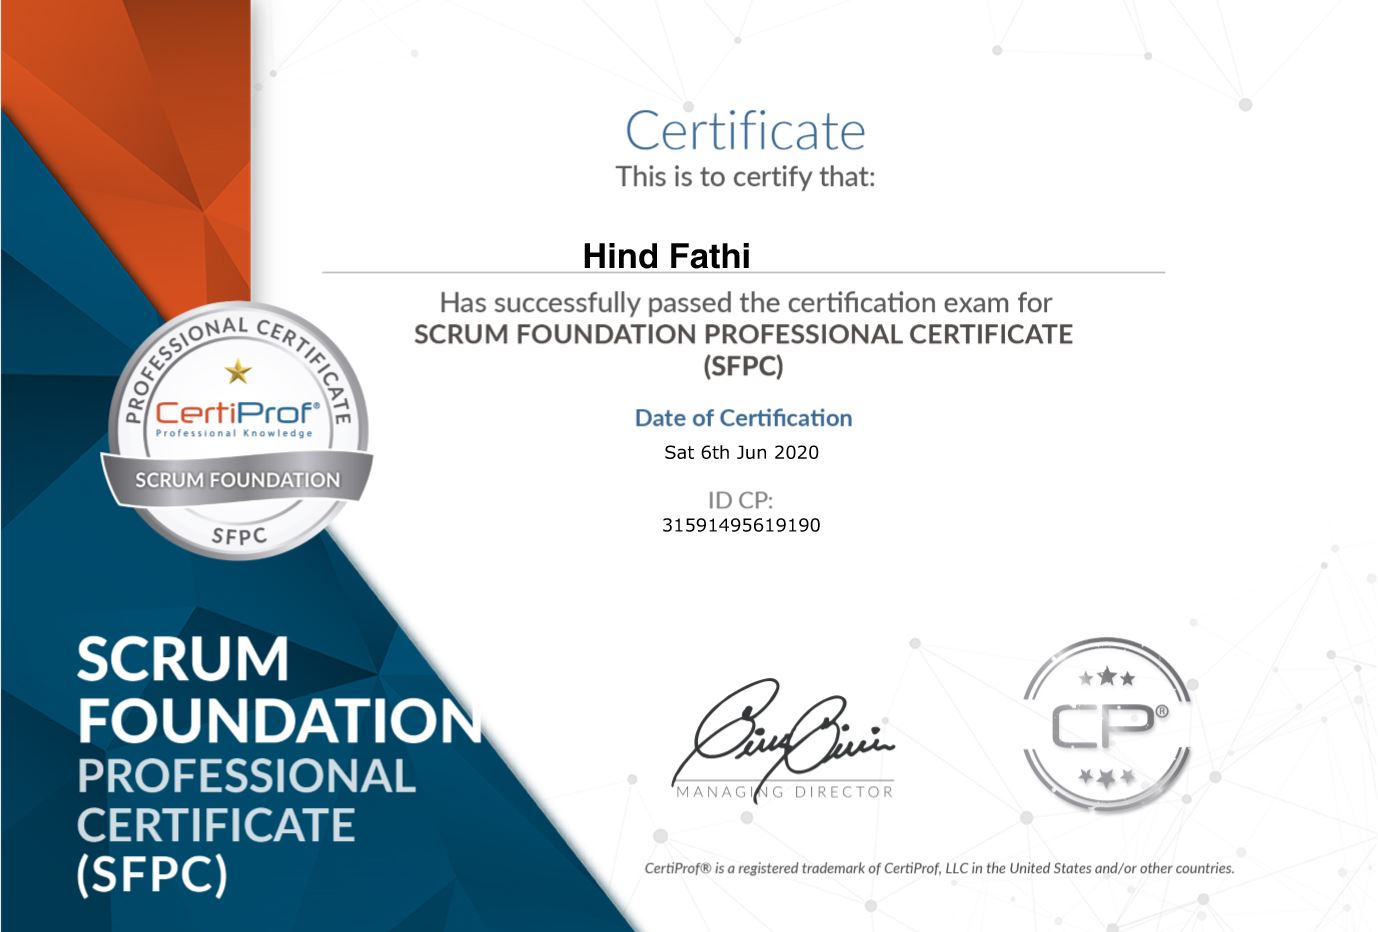 Certificate
This is to certify that:
Hind Fathi
Has successfully passed the certification exam for
SCRUM FOUNDATION PROFESSIONAL CERTIFICATE
(SFPC)
Date of Certification
Sat 6th Jun 2020
ID CP:
31591495619190
PROFESSIONAL CERTIFICATE
CertiProf®
Professional Knowledge
SCRUM FOUNDATION
SFPC
SCRUM
FOUNDATION
PROFESSIONAL
CERTIFICATE
(SFPC)
MANAGING DIRECTOR
CP®
CertiProf® is a registered trademark of CertiProf, LLC in the United States and/or other countries.